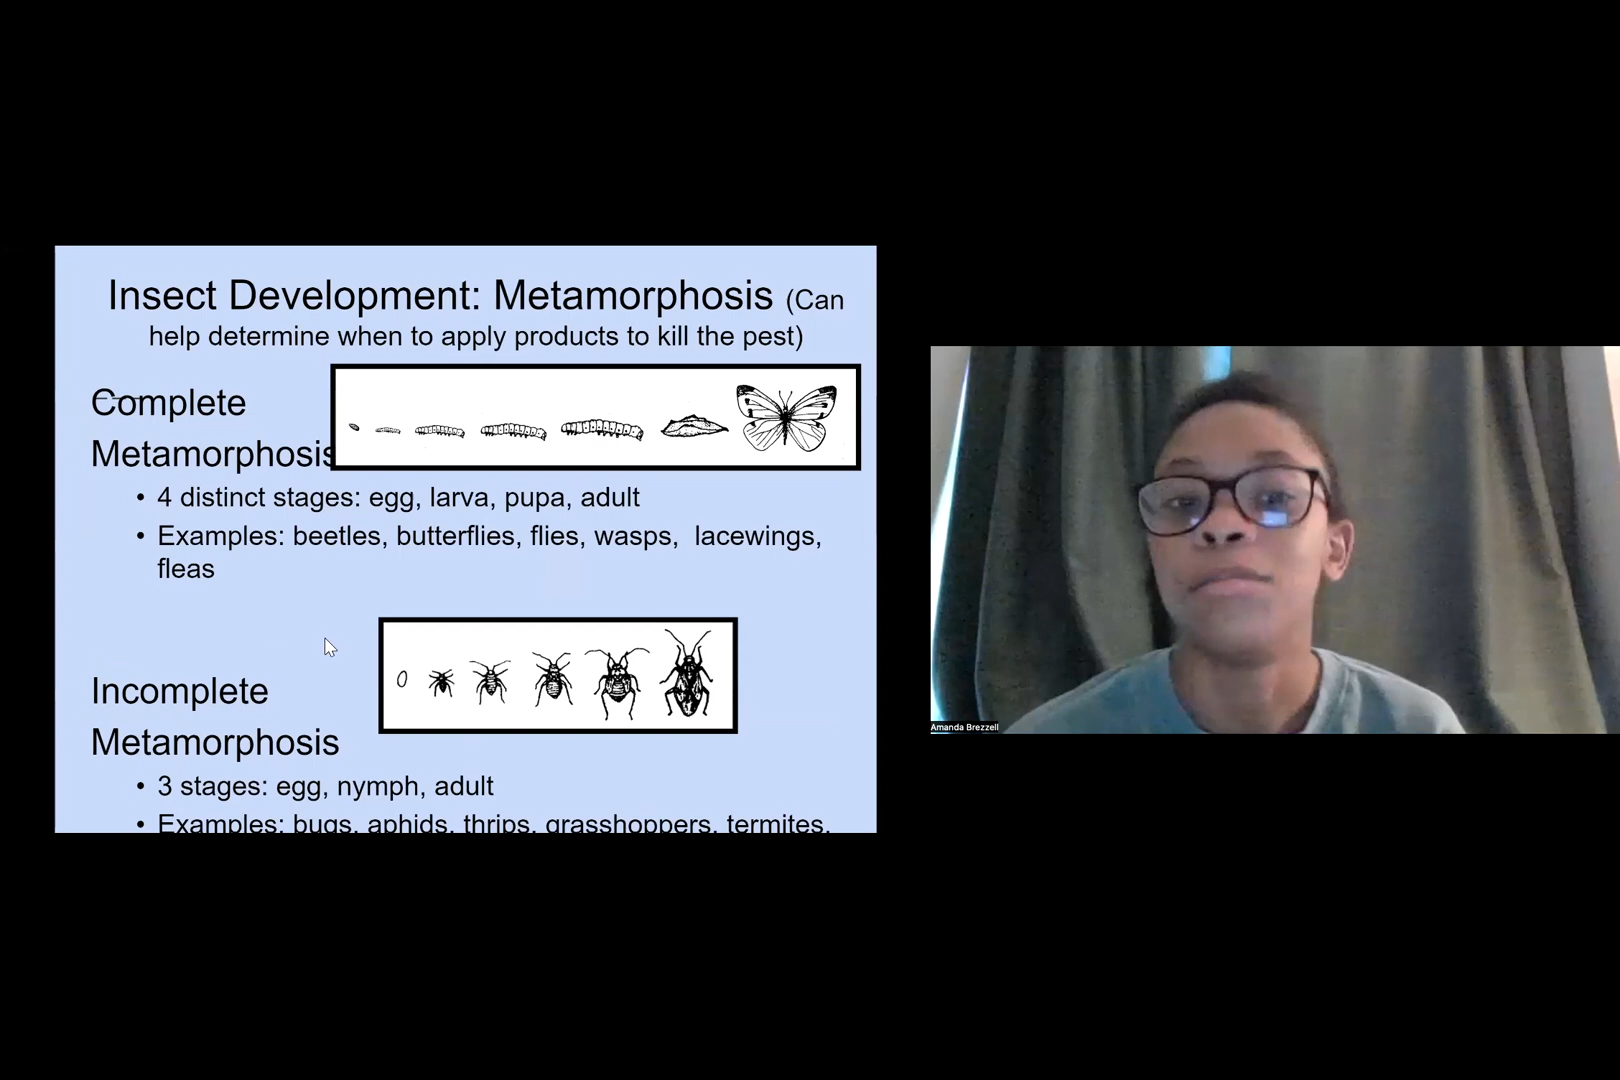 Insect Development: Metamorphosis (Can
help determine when to apply products to kill the pest)
Complete
Metamorphosis
• 4 distinct stages: egg, larva, pupa, adult
• Examples: beetles, butterflies, flies, wasps, lacewings,
fleas
Incomplete
Metamorphosis
• 3 stages: egg, nymph, adult
• Examples: bugs, aphids, thrips, grasshoppers, termites,
Amanda Brezzell